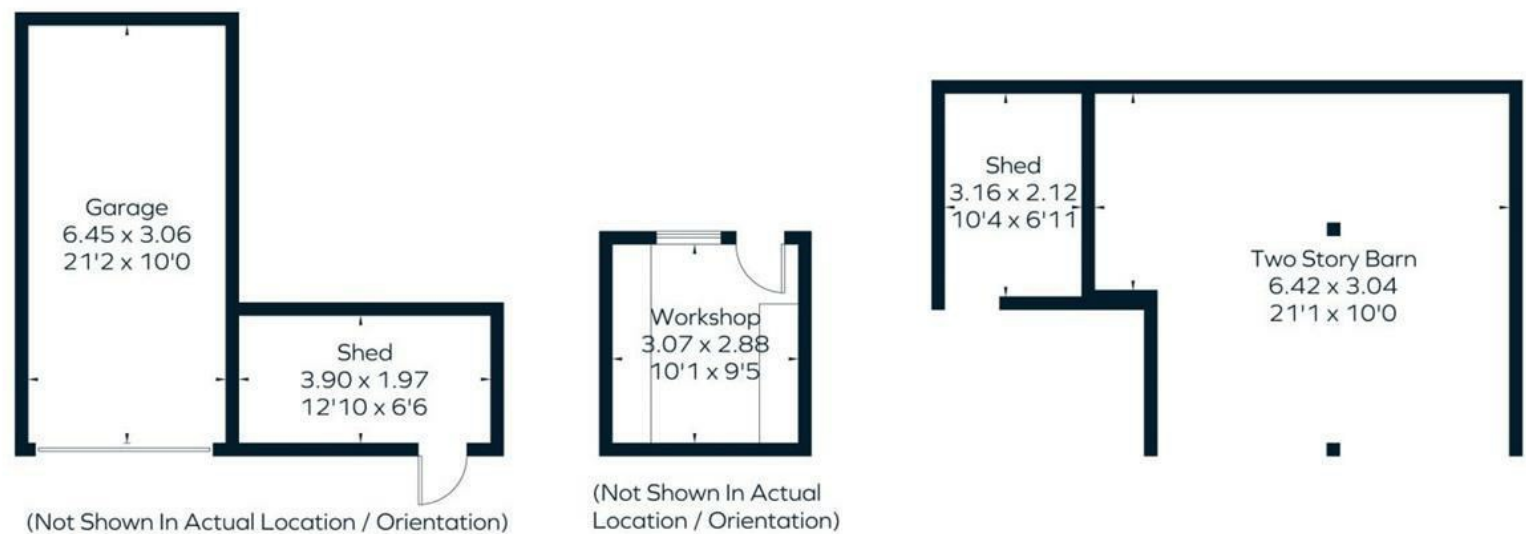 Garage
6.45 x 3.06
21'2 x 10'0
Shed
3.90 x 1.97
12'10 x 6'6
(Not Shown In Actual Location / Orientation)
Workshop
3.07 x 2.88
10'1 x 9'5
(Not Shown In Actual
Location / Orientation)
Shed
3.16 x 2.12
10'4 x 6'11
Two Story Barn
6.42 x 3.04
21'1 x 10'0